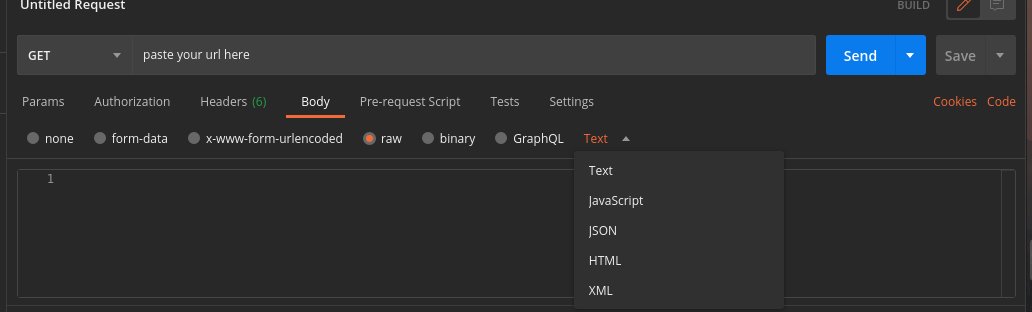 Untitled Request
BUILD
GET
paste your url here
Send
Save
Params Authorization Headers (6) Body Pre-request Script Tests Settings Cookies Code
none form-data x-www-form-urlencoded raw binary GraphQL Text
1
Text
JavaScript
JSON
HTML
XML